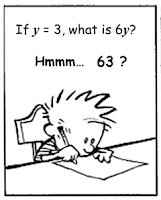 If y = 3, what is 6y?
Hmmm... 63 ?